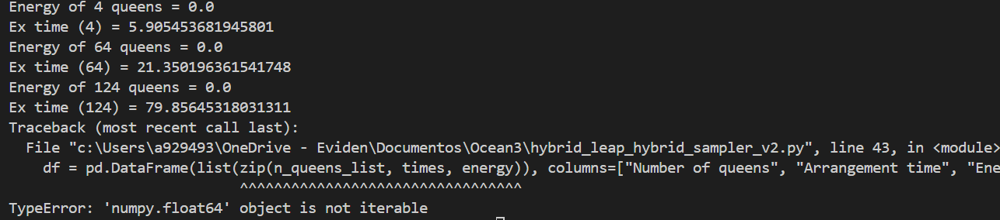 Energy of 4 queens = 0.0
Ex time (4) = 5.905453681945801
Energy of 64 queens = 0.0
Ex time (64) = 21.350196361541748
Energy of 124 queens = 0.0
Ex time (124) = 79.85645318031311
Traceback (most recent call last):
  File "c:\Users\a929493\OneDrive - Eviden\Documentos\Ocean3\hybrid_leap_hybrid_sampler_v2.py", line 43, in <module>
    df = pd.DataFrame(list(zip(n_queens_list, times, energy)), columns=["Number of queens", "Arrangement time", "Ene
                           ^^^^^^^^^^^^^^^^^^^^^^^^^^^^^^^^^^
TypeError: 'numpy.float64' object is not iterable